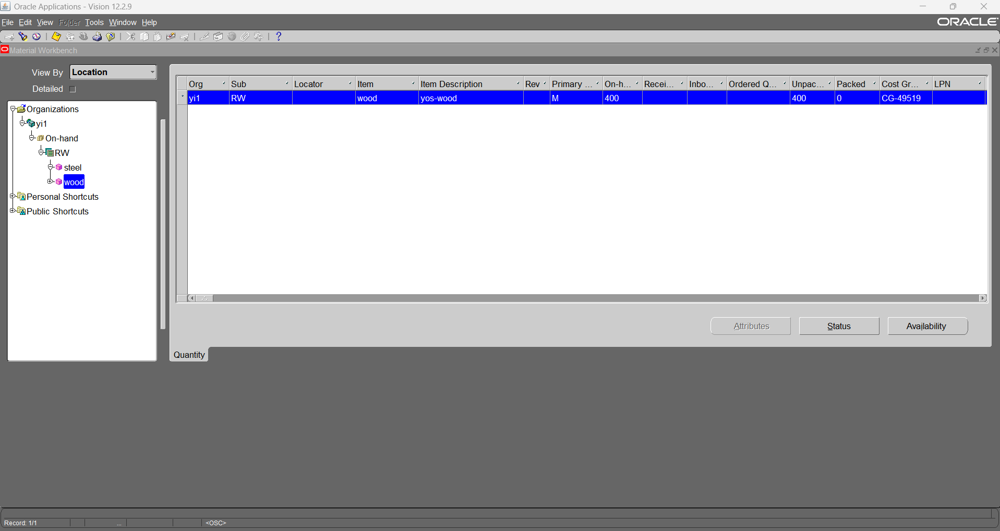 Oracle Applications - Vision 12.2.9
File Edit View Folder Tools Window Help
ORACLE
Material Workbench
View By Location
Detailed
Organizations
yi1
On-hand
RW
steel
wood
Personal Shortcuts
Public Shortcuts
Org Sub Locator Item Item Description Rev Primary ... On-h... Recei... Inbo... Ordered Q... Unpac... Packed Cost Gr... LPN
yi1 RW wood yos-wood M 400 400 0 CG-49519
Attributes Status Availability
Quantity
Record: 1/1 ... <OSC>